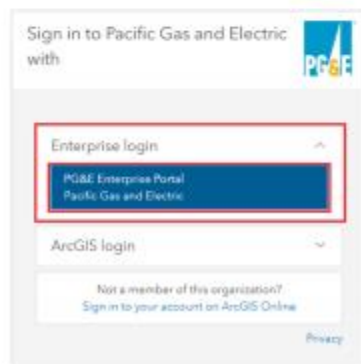 Sign in to Pacific Gas and Electric
with
PG&E
Enterprise login
PG&E Enterprise Portal
Pacific Gas and Electric
ArcGIS login
Not a member of this organization?
Sign in to your account on ArcGIS Online
Privacy